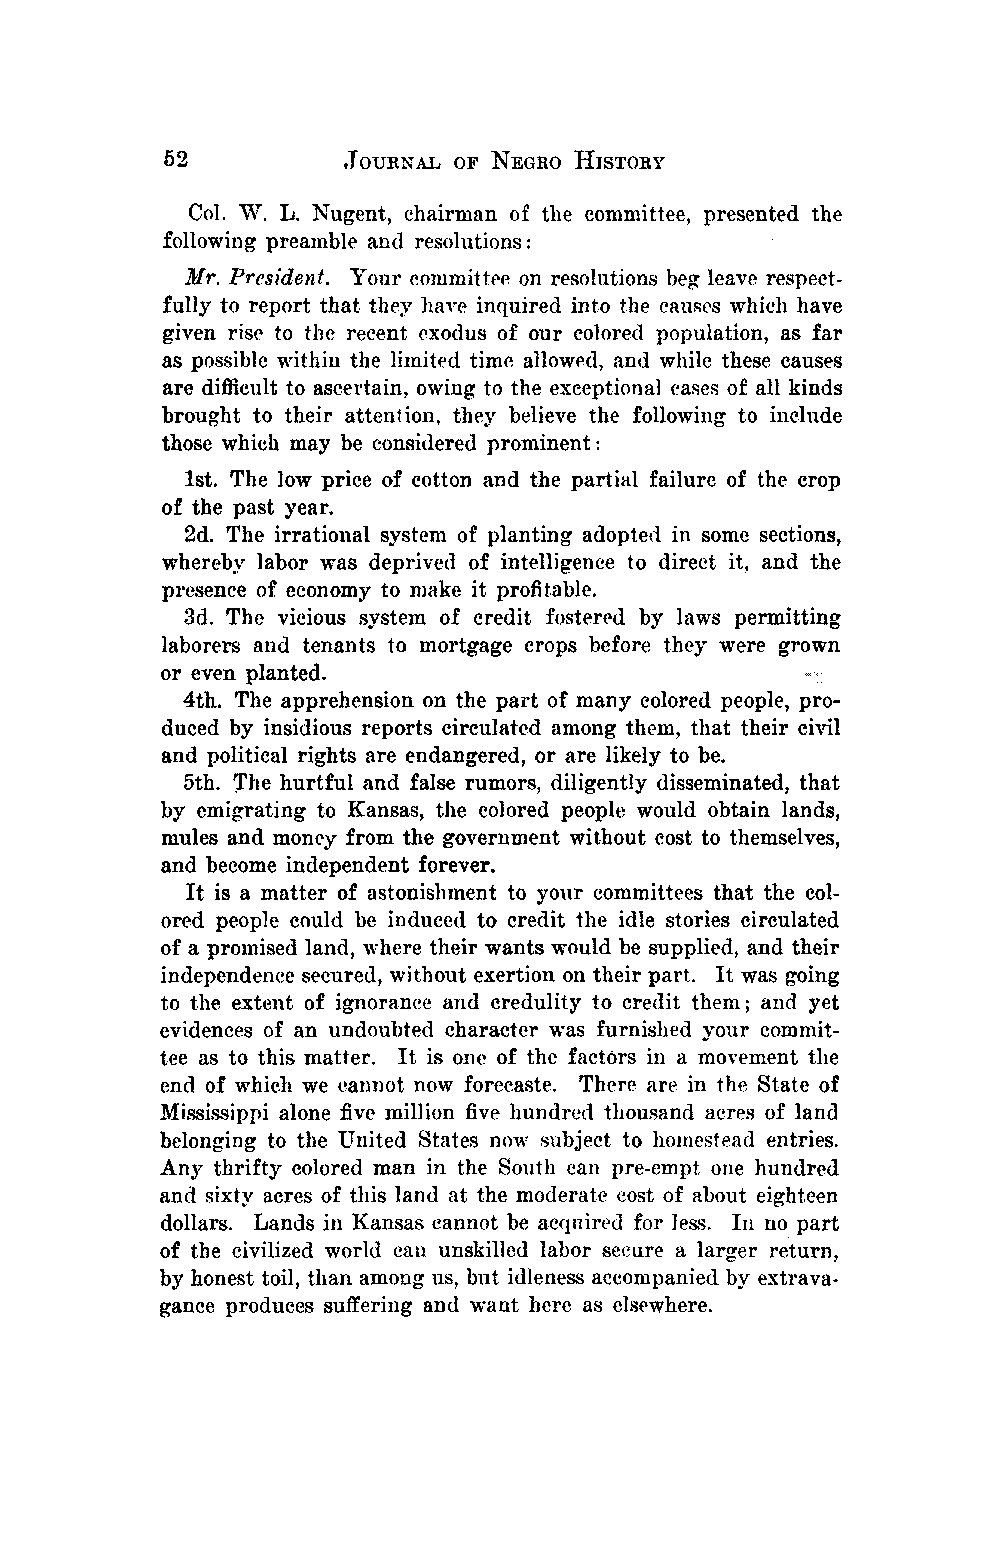 52 JOURNAL OF NEGRO HISTORY
Col. W. L. Nugent, chairman of the committee, presented the
following preamble and resolutions:
Mr. President. Your committee on resolutions beg leave respect-
fully to report that they have inquired into the causes which have
given rise to the recent exodus of our colored population, as far
as possible within the limited time allowed, and while these causes
are difficult to ascertain, owing to the exceptional cases of all kinds
brought to their attention, they believe the following to include
those which may be considered prominent:
1st. The low price of cotton and the partial failure of the crop
of the past year.
2d. The irrational system of planting adopted in some sections,
whereby labor was deprived of intelligence to direct it, and the
presence of economy to make it profitable.
3d. The vicious system of credit fostered by laws permitting
laborers and tenants to mortgage crops before they were grown
or even planted.
4th. The apprehension on the part of many colored people, pro-
duced by insidious reports circulated among them, that their civil
and political rights are endangered, or are likely to be.
5th. The hurtful and false rumors, diligently disseminated, that
by emigrating to Kansas, the colored people would obtain lands,
mules and money from the government without cost to themselves,
and become independent forever.
It is a matter of astonishment to your committees that the col-
ored people could be induced to credit the idle stories circulated
of a promised land, where their wants would be supplied, and their
independence secured, without exertion on their part. It was going
to the extent of ignorance and credulity to credit them; and yet
evidences of an undoubted character was furnished your commit-
tee as to this matter. It is one of the factors in a movement the
end of which we cannot now forecaste. There are in the State of
Mississippi alone five million five hundred thousand acres of land
belonging to the United States now subject to homestead entries.
Any thrifty colored man in the South can pre-empt one hundred
and sixty acres of this land at the moderate cost of about eighteen
dollars. Lands in Kansas cannot be acquired for less. In no part
of the civilized world can unskilled labor secure a larger return,
by honest toil, than among us, but idleness accompanied by extrava-
gance produces suffering and want here as elsewhere.